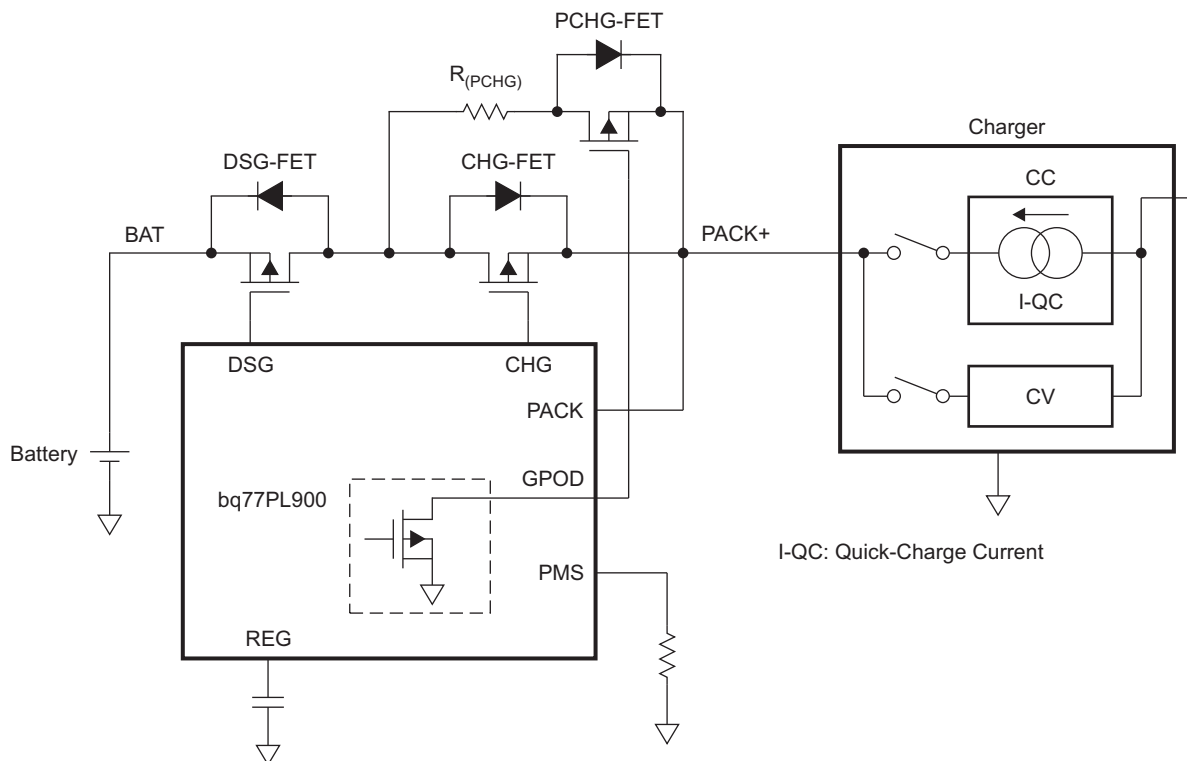 PCHG-FET
R(PCHG)
Charger
DSG-FET
CHG-FET
CC
BAT
PACK+
I-QC
DSG
CHG
CV
PACK
Battery
GPOD
bq77PL900
I-QC: Quick-Charge Current
PMS
REG